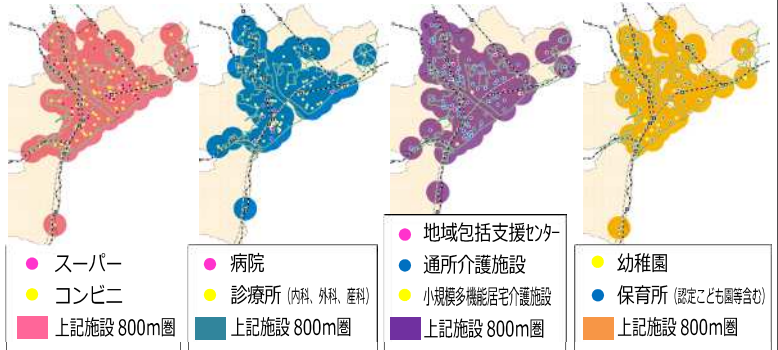 スーパー
コンビニ
上記施設 800m圏
病院
診療所 (内科、外科、産科)
上記施設 800m圏
地域包括支援センター
通所介護施設
小規模多機能居宅介護施設
上記施設 800m圏
幼稚園
保育所 (認定こども園等含む)
上記施設 800m圏